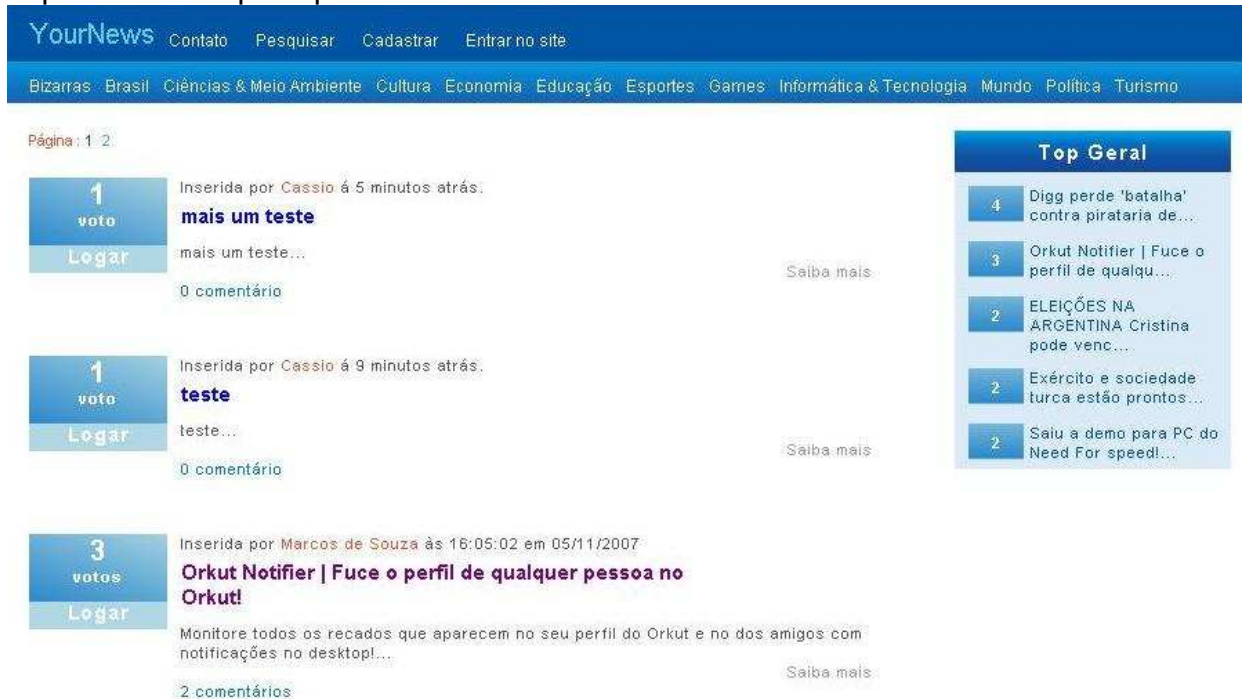 YourNews Contato Pesquisar Cadastrar Entrar no site
Bizarras Brasil Ciências & Meio Ambiente Cultura Economia Educação Esportes Games Informática & Tecnologia Mundo Política Turismo
Página : 1 2
1
voto
Logar
Inserida por Cassio á 5 minutos atrás.
mais um teste
mais um teste...
Saiba mais
0 comentário
1
voto
Logar
Inserida por Cassio á 9 minutos atrás.
teste
teste...
Saiba mais
0 comentário
3
votos
Logar
Inserida por Marcos de Souza às 16:05:02 em 05/11/2007
Orkut Notifier | Fuce o perfil de qualquer pessoa no
Orkut!
Monitore todos os recados que aparecem no seu perfil do Orkut e no dos amigos com
notificações no desktop!...
Saiba mais
2 comentários
Top Geral
4
Digg perde 'batalha'
contra pirataria de...
3
Orkut Notifier | Fuce o
perfil de qualqu...
2
ELEIÇÕES NA
ARGENTINA Cristina
pode venc...
2
Exército e sociedade
turca estão prontos...
2
Saiu a demo para PC do
Need For speed!...